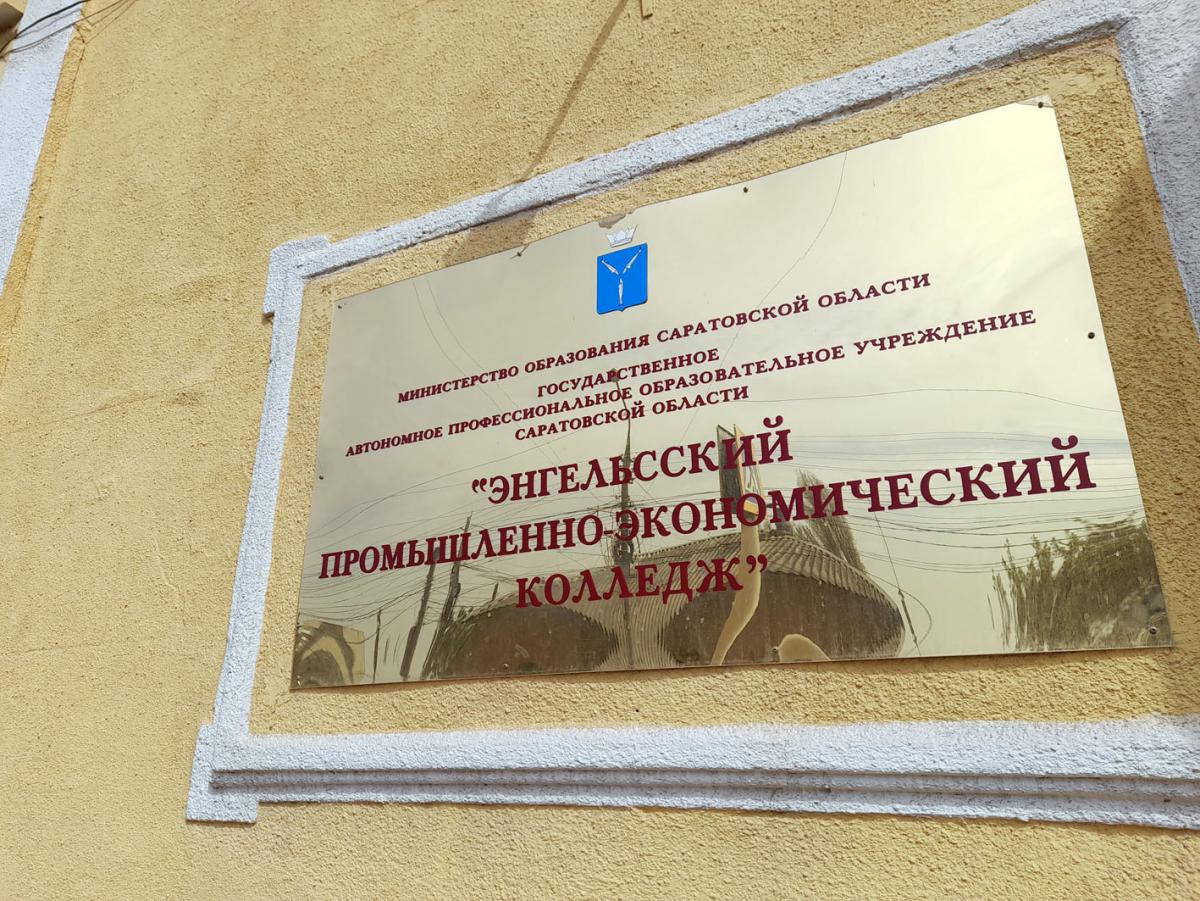 МИНИСТЕРСТВО ОБРАЗОВАНИЯ САРАТОВСКОЙ ОБЛАСТИ
ГОСУДАРСТВЕННОЕ
АВТОНОМНОЕ ПРОФЕССИОНАЛЬНОЕ ОБРАЗОВАТЕЛЬНОЕ УЧРЕЖДЕНИЕ
САРАТОВСКОЙ ОБЛАСТИ
“ЭНГЕЛЬССКИЙ
ПРОМЫШЛЕННО-ЭКОНОМИЧЕСКИЙ
КОЛЛЕДЖ”